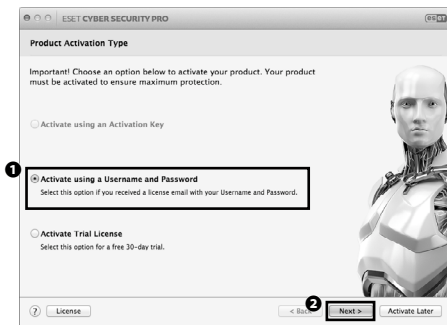 ESET CYBER SECURITY PRO
Product Activation Type
Important! Choose an option below to activate your product. Your product
must be activated to ensure maximum protection.
Activate using an Activation Key
1
Activate using a Username and Password
Select this option if you received a license email with your Username and Password.
Activate Trial License
Select this option for a free 30-day trial.
? License < Back 2 Next > Activate Later